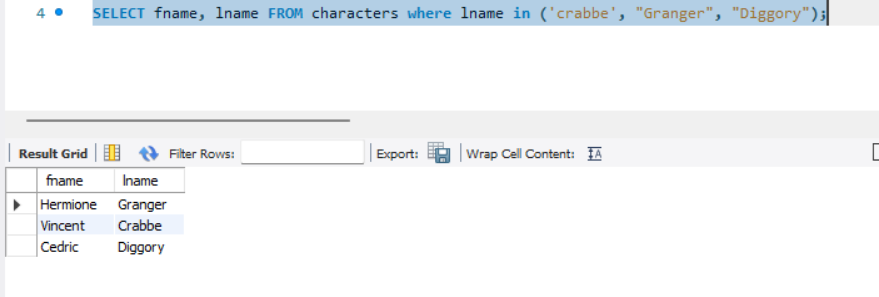 4 SELECT fname, lname FROM characters where lname in ('crabbe', "Granger", "Diggory");
Result Grid Filter Rows: Export: Wrap Cell Content: IA
fname lname
Hermione Granger
Vincent Crabbe
Cedric Diggory